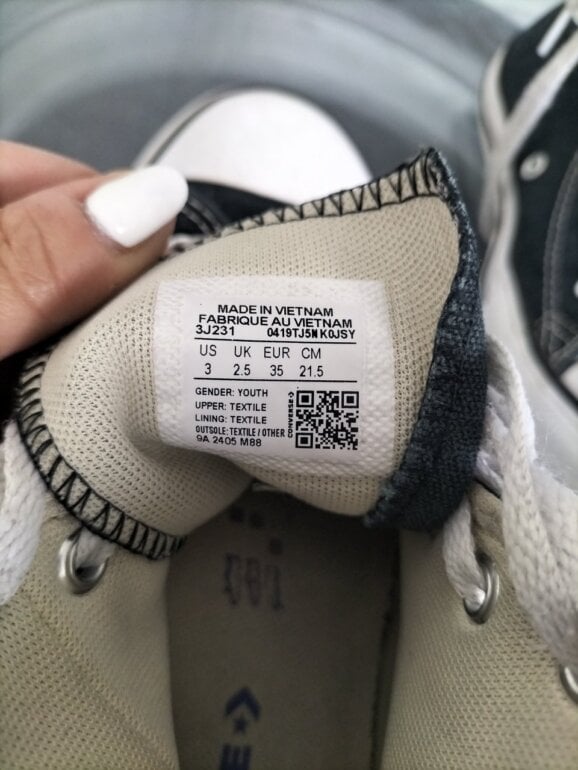 MADE IN VIETNAM
FABRIQUE AU VIETNAM
3J231 0419TJ5N K0JSY
US UK EUR CM
3 2.5 35 21.5
GENDER: YOUTH
UPPER: TEXTILE
LINING: TEXTILE
OUTSOLE: TEXTILE / OTHER
9A 2405 M88
CONVERSE
E